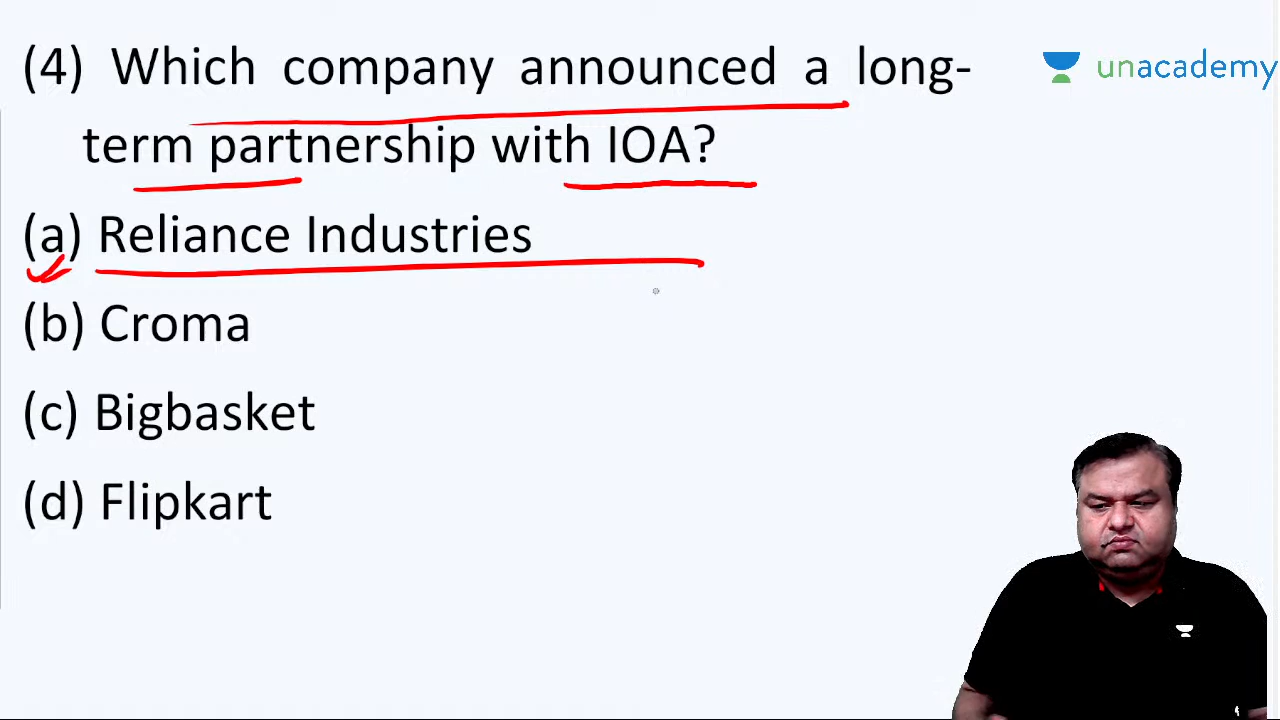 (4) Which company announced a long-
unacademy
term partnership with IOA?
(a) Reliance Industries
(b) Croma
(c) Bigbasket
(d) Flipkart